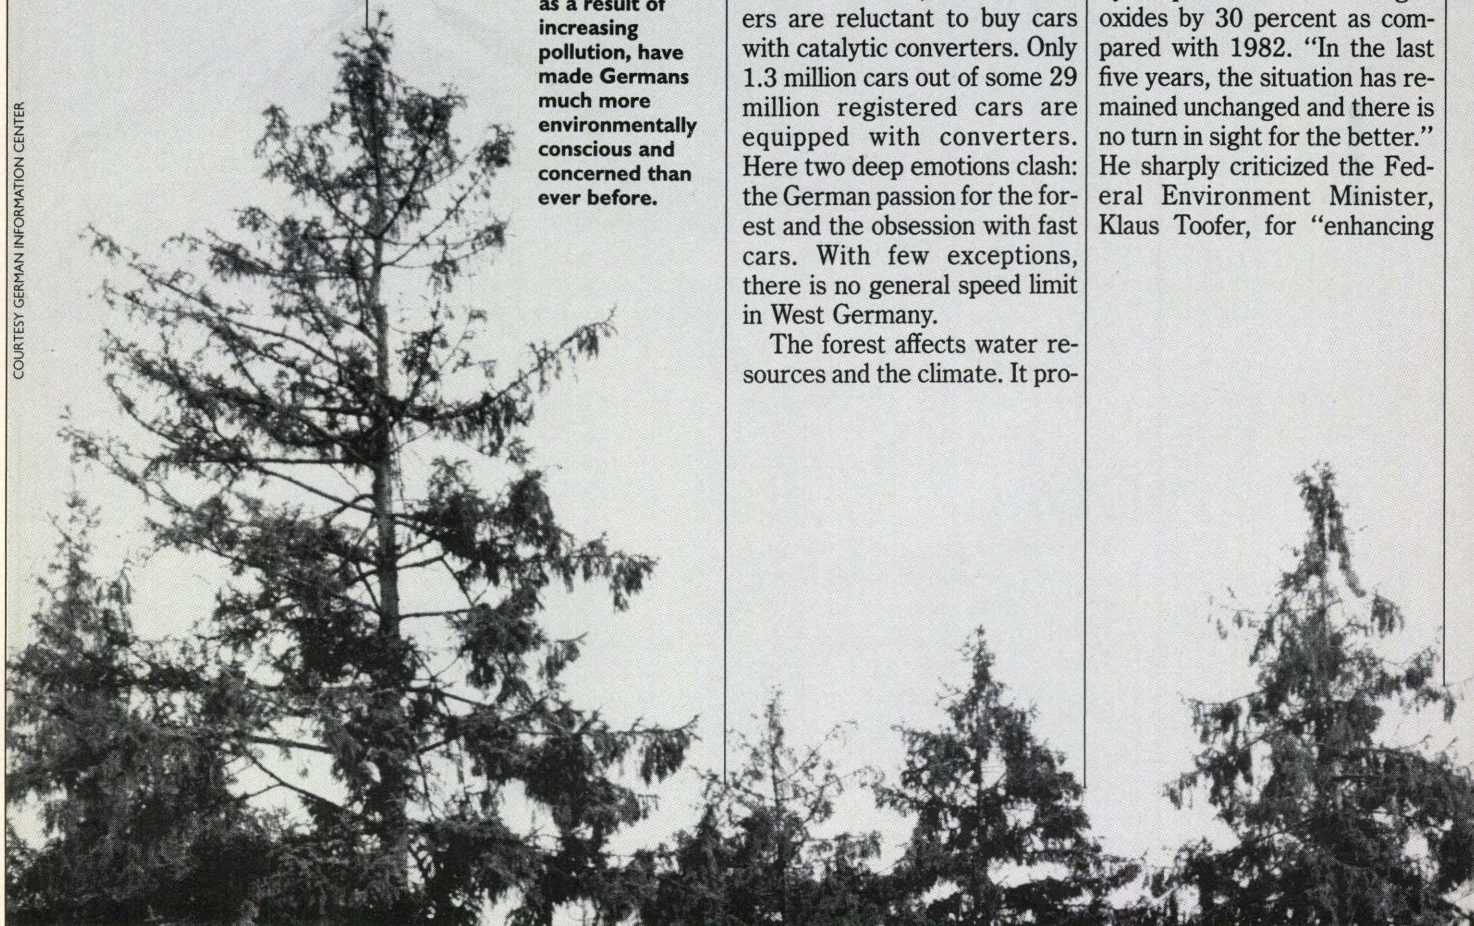 COURTESY GERMAN INFORMATION CENTER
as a result of
increasing
pollution, have
made Germans
much more
environmentally
conscious and
concerned than
ever before.
ers are reluctant to buy cars
with catalytic converters. Only
1.3 million cars out of some 29
million registered cars are
equipped with converters.
Here two deep emotions clash:
the German passion for the for-
est and the obsession with fast
cars. With few exceptions,
there is no general speed limit
in West Germany.
The forest affects water re-
sources and the climate. It pro-
oxides by 30 percent as com-
pared with 1982. “In the last
five years, the situation has re-
mained unchanged and there is
no turn in sight for the better.”
He sharply criticized the Fed-
eral Environment Minister,
Klaus Toofer, for “enhancing